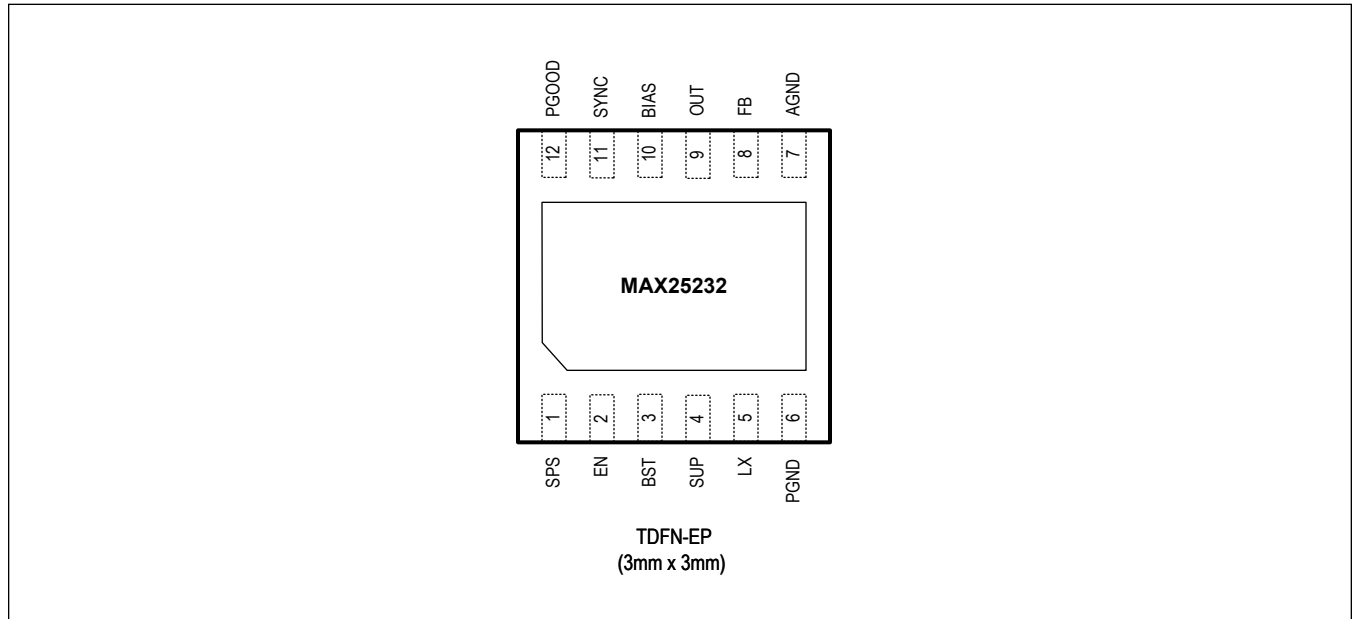 PGOOD SYNC BIAS OUT FB AGND
12 11 10 9 8 7
MAX25232
1 2 3 4 5 6
SPS EN BST SUP LX PGND
TDFN-EP
(3mm x 3mm)